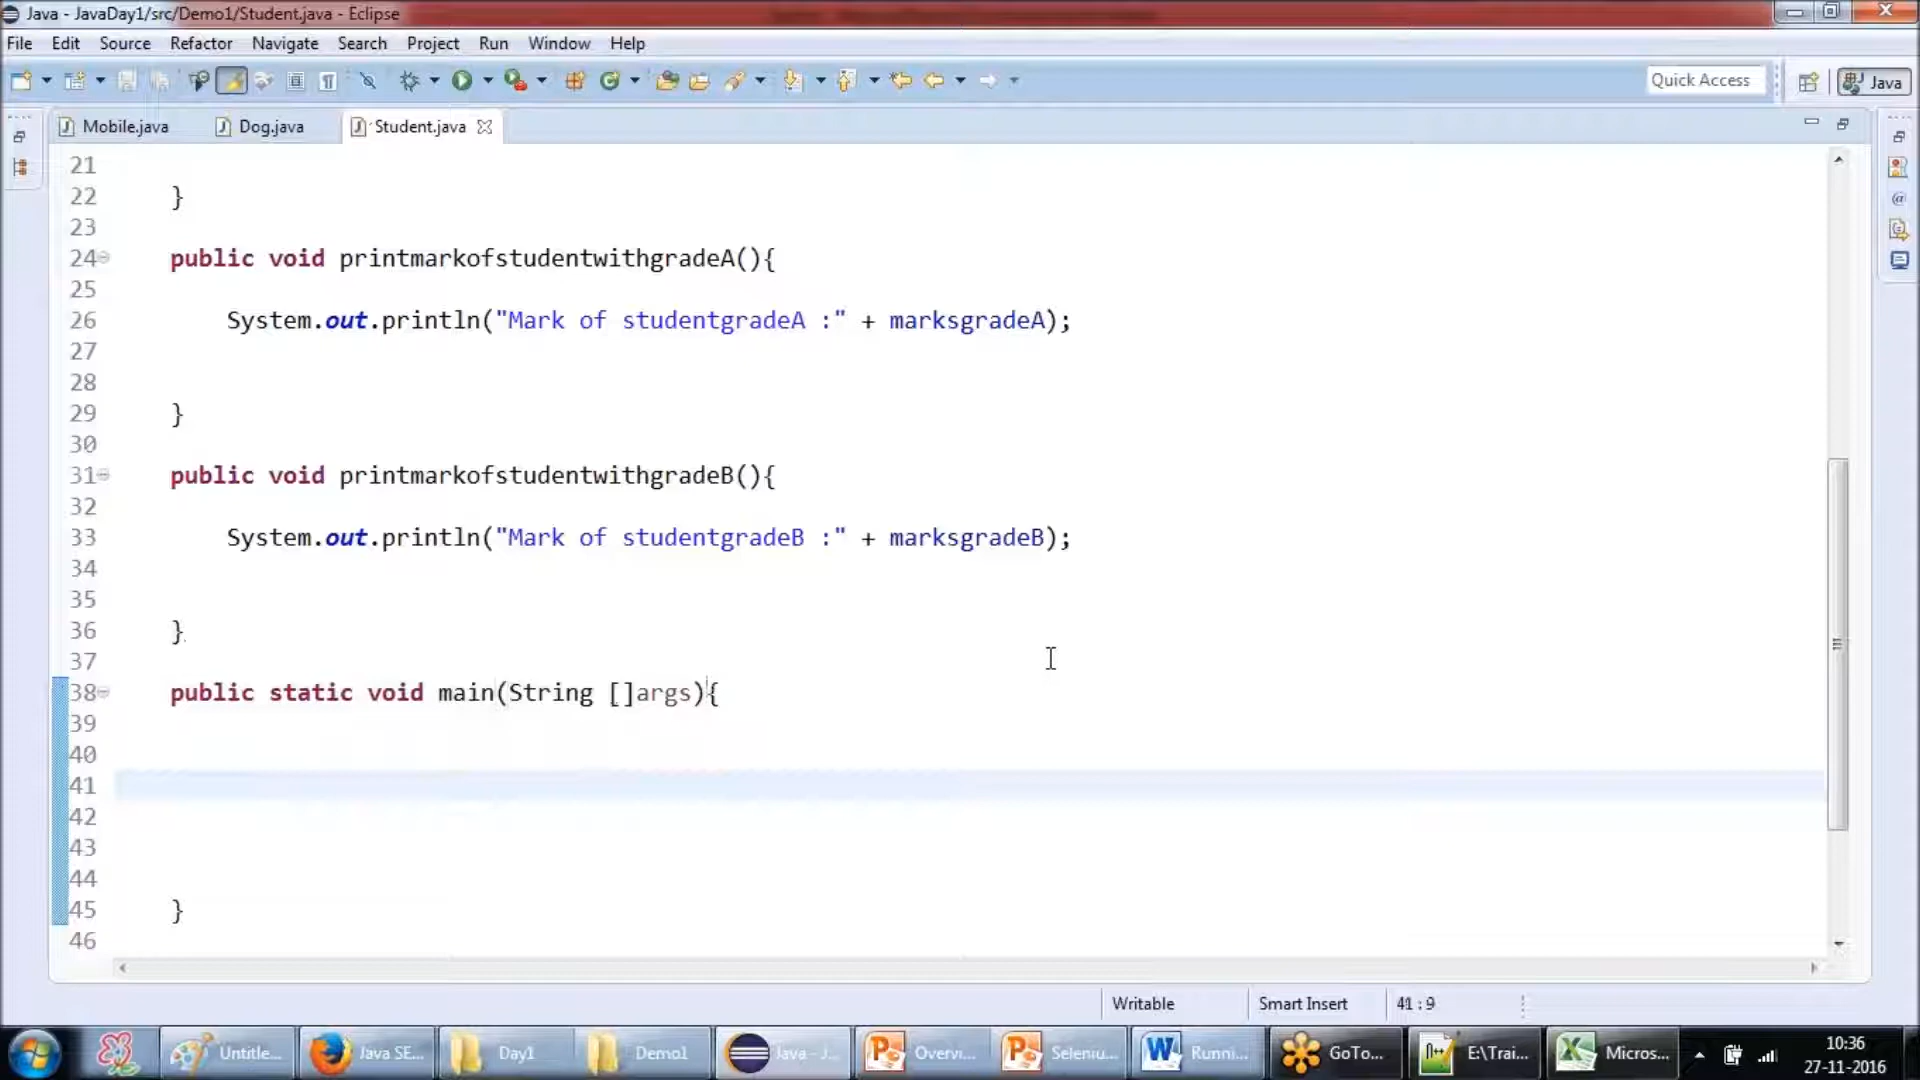 Java - JavaDay1/src/Demo1/Student.java - Eclipse
File Edit Source Refactor Navigate Search Project Run Window Help
Quick Access
Java
Mobile.java Dog.java Student.java
21
22 }
23
24 public void printmarkofstudentwithgradeA(){
25
26 System.out.println("Mark of studentgradeA :" + marksgradeA);
27
28
29 }
30
31 public void printmarkofstudentwithgradeB(){
32
33 System.out.println("Mark of studentgradeB :" + marksgradeB);
34
35
36 }
37
38 public static void main(String []args){
39
40
41
42
43
44
45 }
46
Writable Smart Insert 41 : 9
Untitle... Java SE... Day1 Demo1 Java - J... Overvi... Seleniu... Runni... GoTo... E:\Trai... Micros... 10:36
27-11-2016